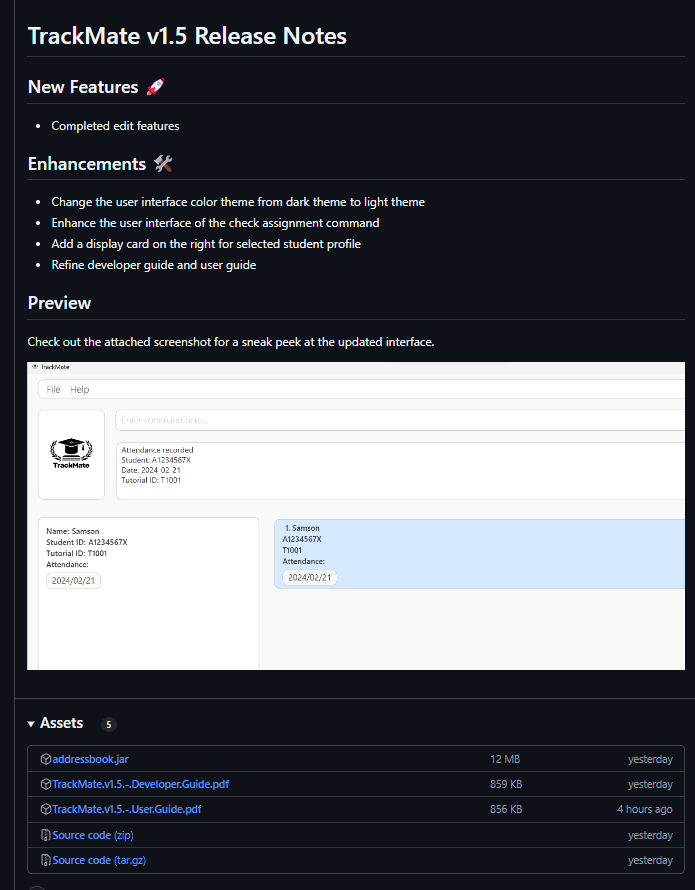 TrackMate v1.5 Release Notes
New Features 🚀
• Completed edit features
Enhancements 🛠️
• Change the user interface color theme from dark theme to light theme
• Enhance the user interface of the check assignment command
• Add a display card on the right for selected student profile
• Refine developer guide and user guide
Preview
Check out the attached screenshot for a sneak peek at the updated interface.
TrackMate
File Help
Enter command here...
TrackMate
Attendance recorded
Student: A1234567X
Date: 2024-02-21
Tutorial ID: T1001
Name: Samson
Student ID: A1234567X
Tutorial ID: T1001
Attendance:
2024/02/21
1. Samson
A1234567X
T1001
Attendance:
2024/02/21
Assets 5
addressbook.jar 12 MB yesterday
TrackMate.v1.5.-.Developer.Guide.pdf 859 KB yesterday
TrackMate.v1.5.-.User.Guide.pdf 856 KB 4 hours ago
Source code (zip) yesterday
Source code (tar.gz) yesterday